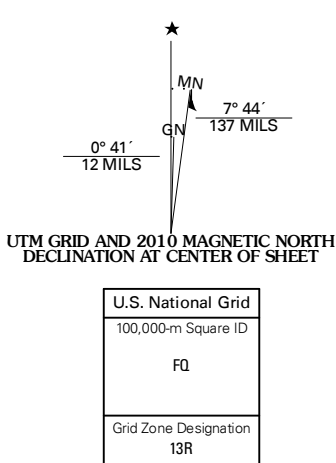 MN
7° 44´
137 MILS
GN
0° 41´
12 MILS
UTM GRID AND 2010 MAGNETIC NORTH
DECLINATION AT CENTER OF SHEET
U.S. National Grid
100,000-m Square ID
FQ
Grid Zone Designation
13R